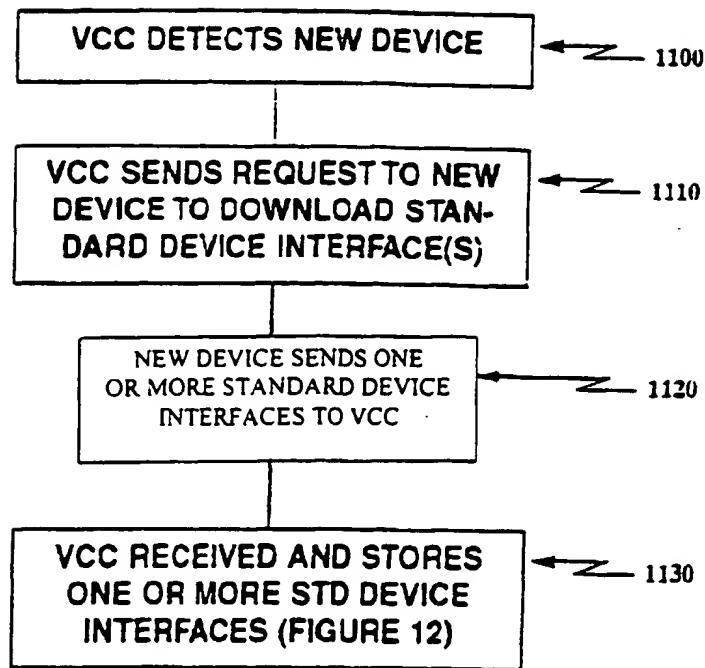 VCC DETECTS NEW DEVICE
1100
VCC SENDS REQUEST TO NEW
DEVICE TO DOWNLOAD STAN-
DARD DEVICE INTERFACE(S)
1110
NEW DEVICE SENDS ONE
OR MORE STANDARD DEVICE
INTERFACES TO VCC
1120
VCC RECEIVED AND STORES
ONE OR MORE STD DEVICE
INTERFACES (FIGURE 12)
1130